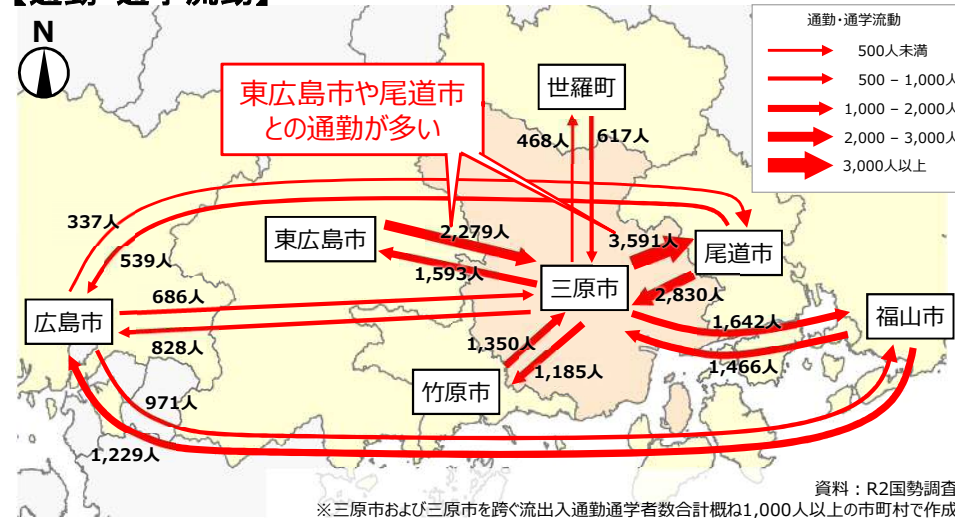 【通勤・通学流動】
N
通勤・通学流動
500人未満
500 – 1,000人
1,000 – 2,000人
2,000 – 3,000人
3,000人以上
東広島市や尾道市
との通勤が多い
世羅町
468人
617人
337人
539人
東広島市
2,279人
1,593人
3,591人
尾道市
2,830人
三原市
広島市
686人
828人
1,642人
1,466人
福山市
1,350人
1,185人
竹原市
971人
1,229人
資料：R2国勢調査
※三原市および三原市を跨ぐ流出入通勤通学者数合計概ね1,000人以上の市町村で作成